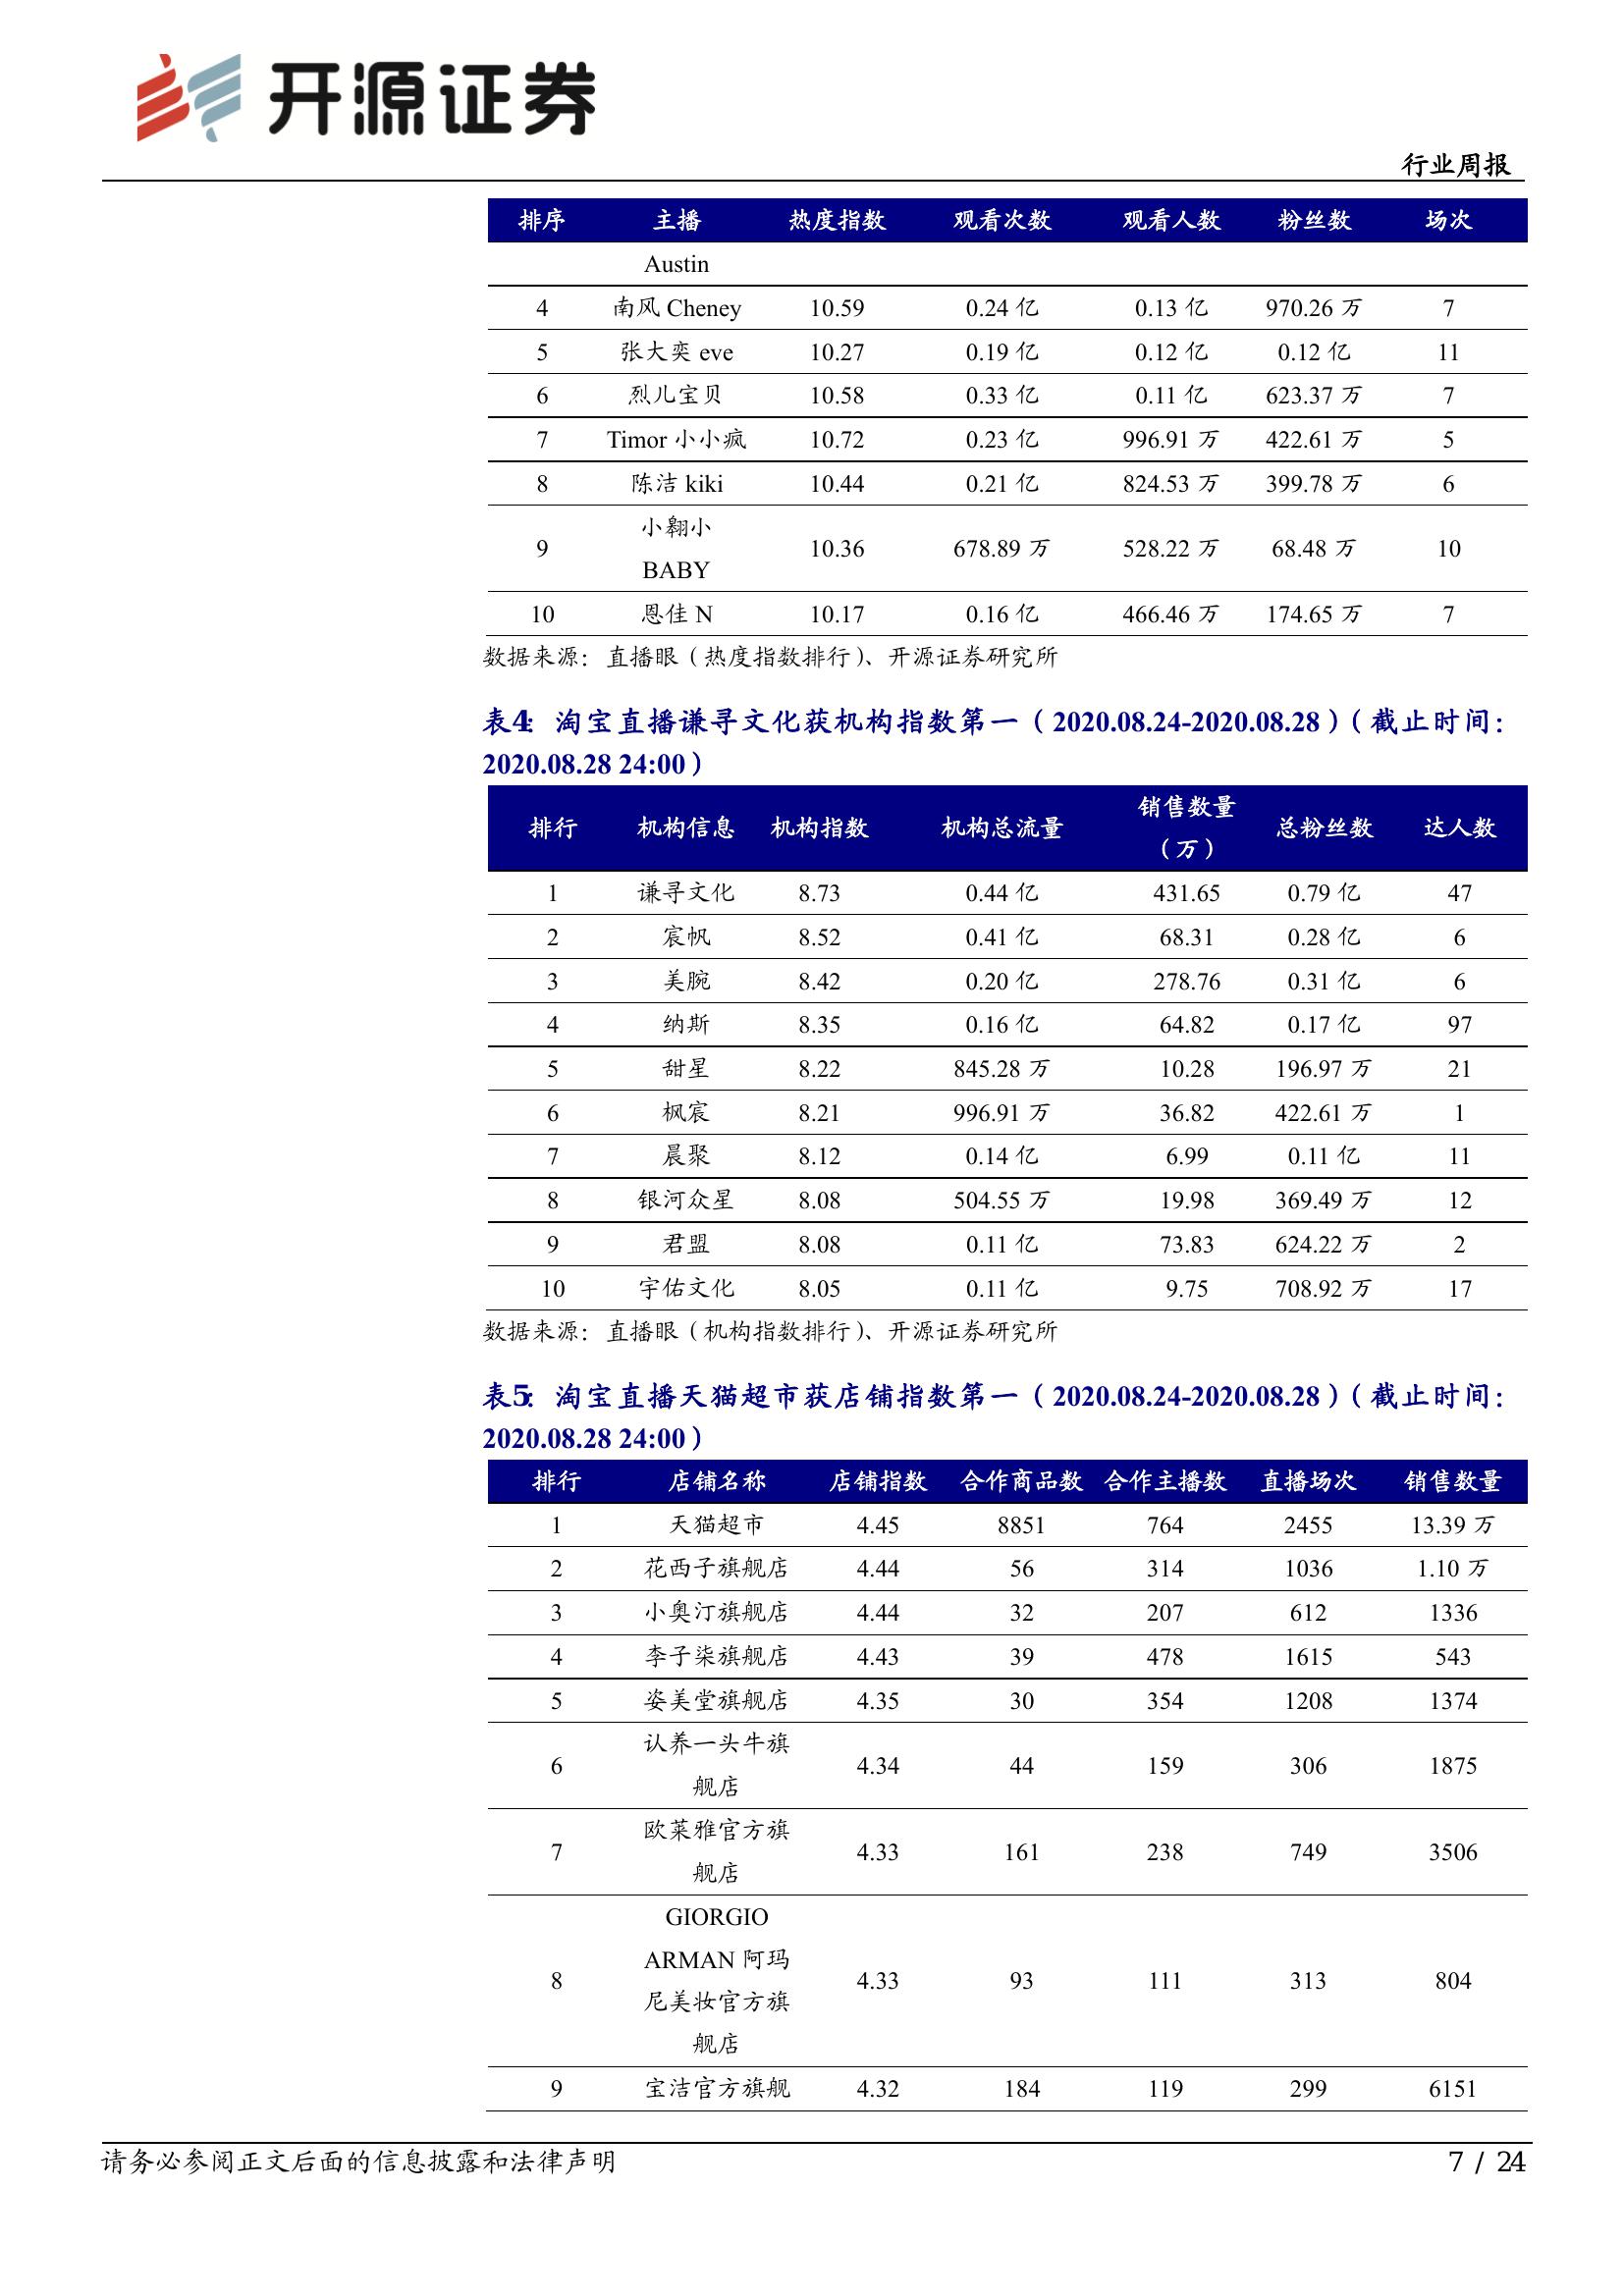 开源证券
行业周报
排序 主播 热度指数 观看次数 观看人数 粉丝数 场次
Austin
4 南风 Cheney 10.59 0.24 亿 0.13 亿 970.26 万 7
5 张大奕 eve 10.27 0.19 亿 0.12 亿 0.12 亿 11
6 烈儿宝贝 10.58 0.33 亿 0.11 亿 623.37 万 7
7 Timor 小小疯 10.72 0.23 亿 996.91 万 422.61 万 5
8 陈洁 kiki 10.44 0.21 亿 824.53 万 399.78 万 6
小翱小
9 10.36 678.89 万 528.22 万 68.48 万 10
BABY
10 恩佳 N 10.17 0.16 亿 466.46 万 174.65 万 7
数据来源：直播眼（热度指数排行）、开源证券研究所
表4：淘宝直播谦寻文化获机构指数第一（2020.08.24-2020.08.28）（截止时间：
2020.08.28 24:00）
销售数量
排行 机构信息 机构指数 机构总流量 总粉丝数 达人数
（万）
1 谦寻文化 8.73 0.44 亿 431.65 0.79 亿 47
2 宸帆 8.52 0.41 亿 68.31 0.28 亿 6
3 美腕 8.42 0.20 亿 278.76 0.31 亿 6
4 纳斯 8.35 0.16 亿 64.82 0.17 亿 97
5 甜星 8.22 845.28 万 10.28 196.97 万 21
6 枫宸 8.21 996.91 万 36.82 422.61 万 1
7 晨聚 8.12 0.14 亿 6.99 0.11 亿 11
8 银河众星 8.08 504.55 万 19.98 369.49 万 12
9 君盟 8.08 0.11 亿 73.83 624.22 万 2
10 宇佑文化 8.05 0.11 亿 9.75 708.92 万 17
数据来源：直播眼（机构指数排行）、开源证券研究所
表5：淘宝直播天猫超市获店铺指数第一（2020.08.24-2020.08.28）（截止时间：
2020.08.28 24:00）
排行 店铺名称 店铺指数 合作商品数 合作主播数 直播场次 销售数量
1 天猫超市 4.45 8851 764 2455 13.39 万
2 花西子旗舰店 4.44 56 314 1036 1.10 万
3 小奥汀旗舰店 4.44 32 207 612 1336
4 李子柒旗舰店 4.43 39 478 1615 543
5 姿美堂旗舰店 4.35 30 354 1208 1374
认养一头牛旗
6 4.34 44 159 306 1875
舰店
欧莱雅官方旗
7 4.33 161 238 749 3506
舰店
GIORGIO
ARMAN 阿玛
8 4.33 93 111 313 804
尼美妆官方旗
舰店
9 宝洁官方旗舰 4.32 184 119 299 6151
请务必参阅正文后面的信息披露和法律声明
7 / 24